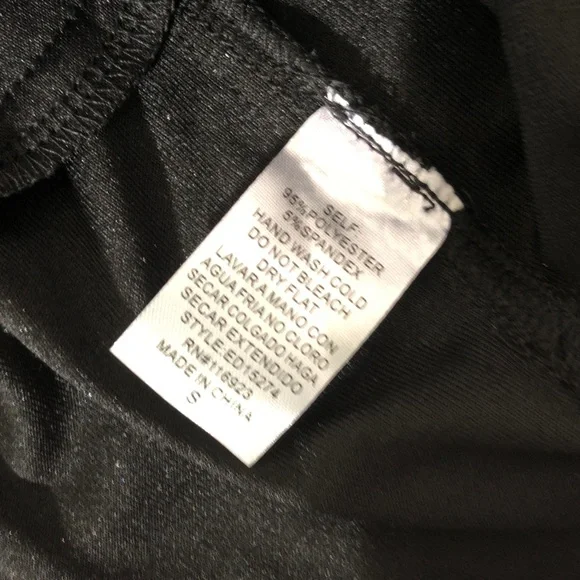 SELF
95% POLYESTER
5% SPANDEX
HAND WASH COLD
DO NOT BLEACH
DRY FLAT
LAVAR A MANO CON
AGUA FRIA NO CLORO
SECAR COLGADO HAGA
SECAR EXTENDIDO
STYLE: ED15274
RN#116923
MADE IN CHINA
S